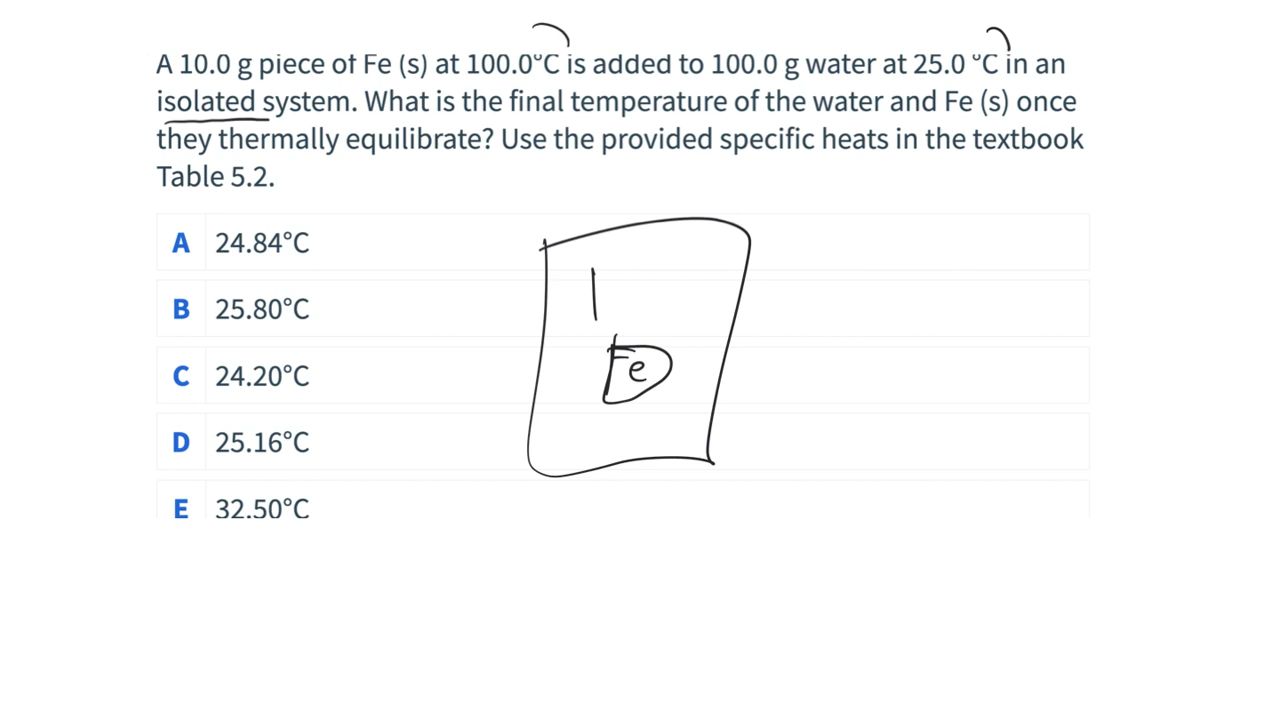 A 10.0 g piece of Fe (s) at 100.0°C is added to 100.0 g water at 25.0 °C in an
isolated system. What is the final temperature of the water and Fe (s) once
they thermally equilibrate? Use the provided specific heats in the textbook
Table 5.2.
A 24.84°C
B 25.80°C
Fe
C 24.20°C
D 25.16°C
E 32.50°C